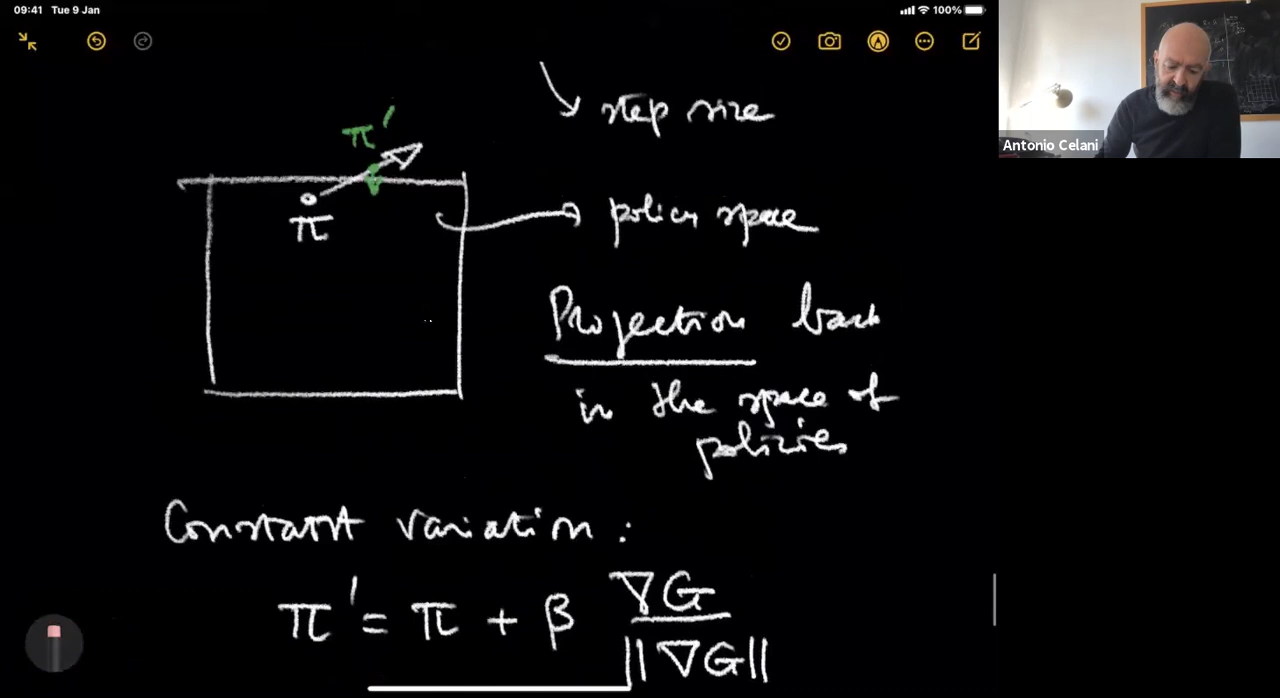 09:41 Tue 9 Jan
100%
Antonio Celani
step size
π'
π
policy space
Projection back
in the space of
policies
Constant variation :
π' = π + β ∇G
||∇G||